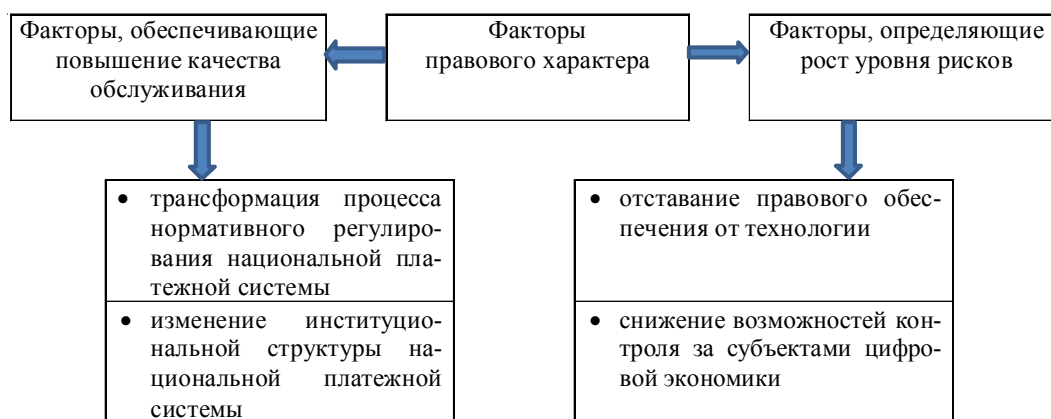 Факторы, обеспечивающие
повышение качества
обслуживания
Факторы
правового характера
Факторы, определяющие
рост уровня рисков
• трансформация процесса
нормативного регулиро-
вания национальной пла-
тежной системы
• изменение институцио-
нальной структуры на-
циональной платежной
системы
• отставание правового обес-
печения от технологии
• снижение возможностей кон-
троля за субъектами цифро-
вой экономики